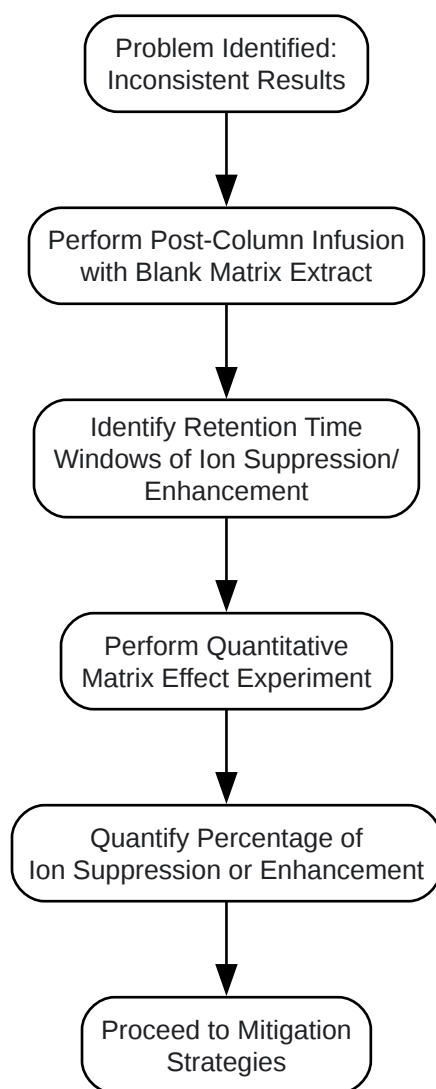 Problem Identified:
Inconsistent Results
Perform Post-Column Infusion
with Blank Matrix Extract
Identify Retention Time
Windows of Ion Suppression/
Enhancement
Perform Quantitative
Matrix Effect Experiment
Quantify Percentage of
Ion Suppression or Enhancement
Proceed to Mitigation
Strategies